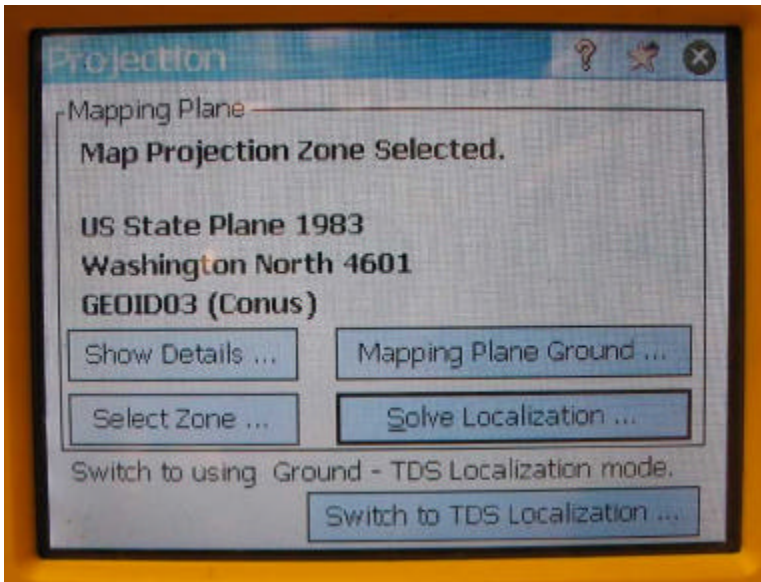 Projection
?
Mapping Plane
Map Projection Zone Selected.
US State Plane 1983
Washington North 4601
GEOID03 (Conus)
Show Details ...
Mapping Plane Ground ...
Select Zone ...
Solve Localization ...
Switch to using Ground - TDS Localization mode.
Switch to TDS Localization ...